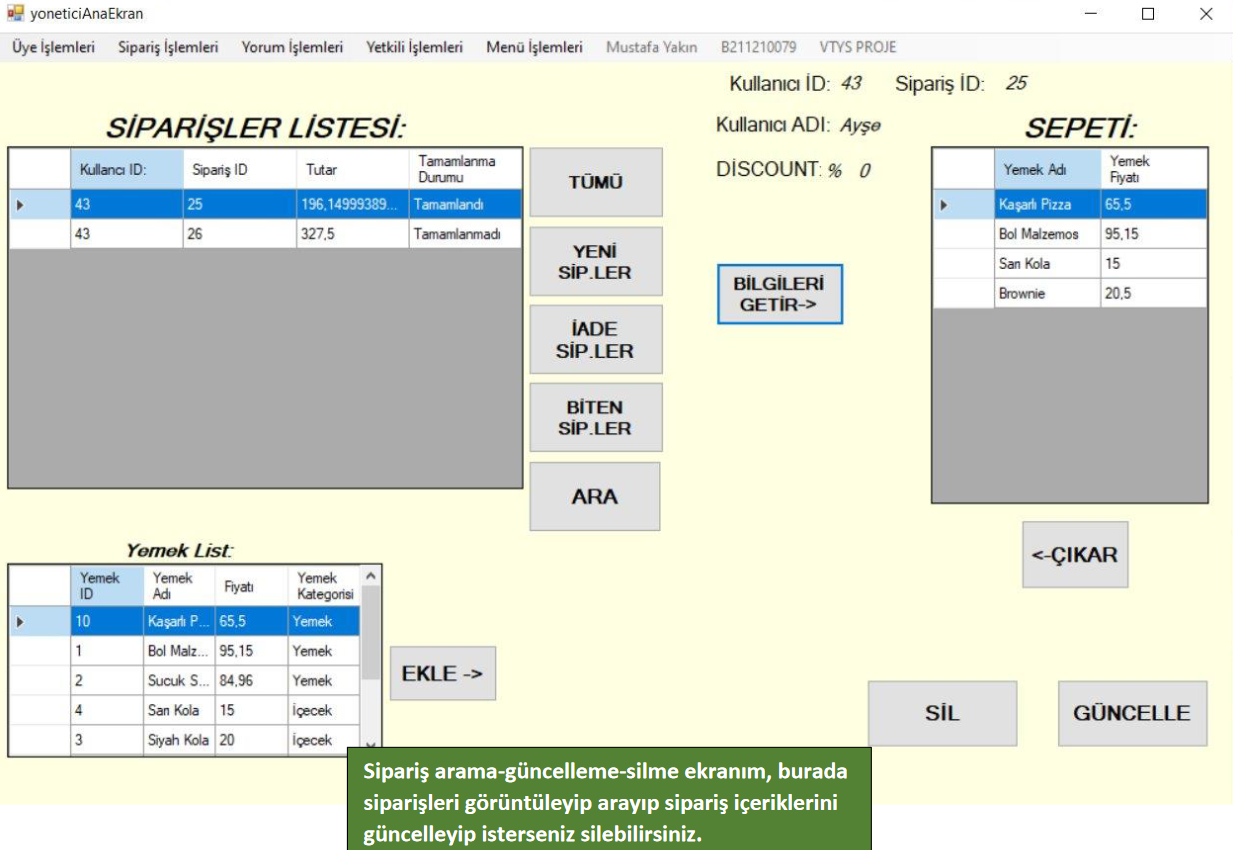 yoneticiAnaEkran
Üye İşlemleri Sipariş İşlemleri Yorum İşlemleri Yetkili İşlemleri Menü İşlemleri Mustafa Yakın B211210079 VTYS PROJE
Kullanıcı İD: 43 Sipariş İD: 25
Kullanıcı ADI: Ayşe
DİSCOUNT: % 0
SİPARİŞLER LİSTESİ:
Kullancı ID: Sipariş ID Tutar Tamamlanma Durumu
43 25 196,14999389... Tamamlandı
43 26 327,5 Tamamlanmadı
TÜMÜ
YENİ
SİP.LER
İADE
SİP.LER
BİTEN
SİP.LER
ARA
BİLGİLERİ
GETİR->
SEPETİ:
Yemek Adı Yemek Fiyatı
Kaşarlı Pizza 65,5
Bol Malzemos 95,15
Sarı Kola 15
Brownie 20,5
<-ÇIKAR
Yemek List:
Yemek ID Yemek Adı Fiyatı Yemek Kategorisi
10 Kaşarlı P... 65,5 Yemek
1 Bol Malz... 95,15 Yemek
2 Sucuk S... 84,96 Yemek
4 Sarı Kola 15 İçecek
3 Siyah Kola 20 İçecek
EKLE ->
SİL
GÜNCELLE
Sipariş arama-güncelleme-silme ekranım, burada
siparişleri görüntüleyip arayıp sipariş içeriklerini
güncelleyip isterseniz silebilirsiniz.